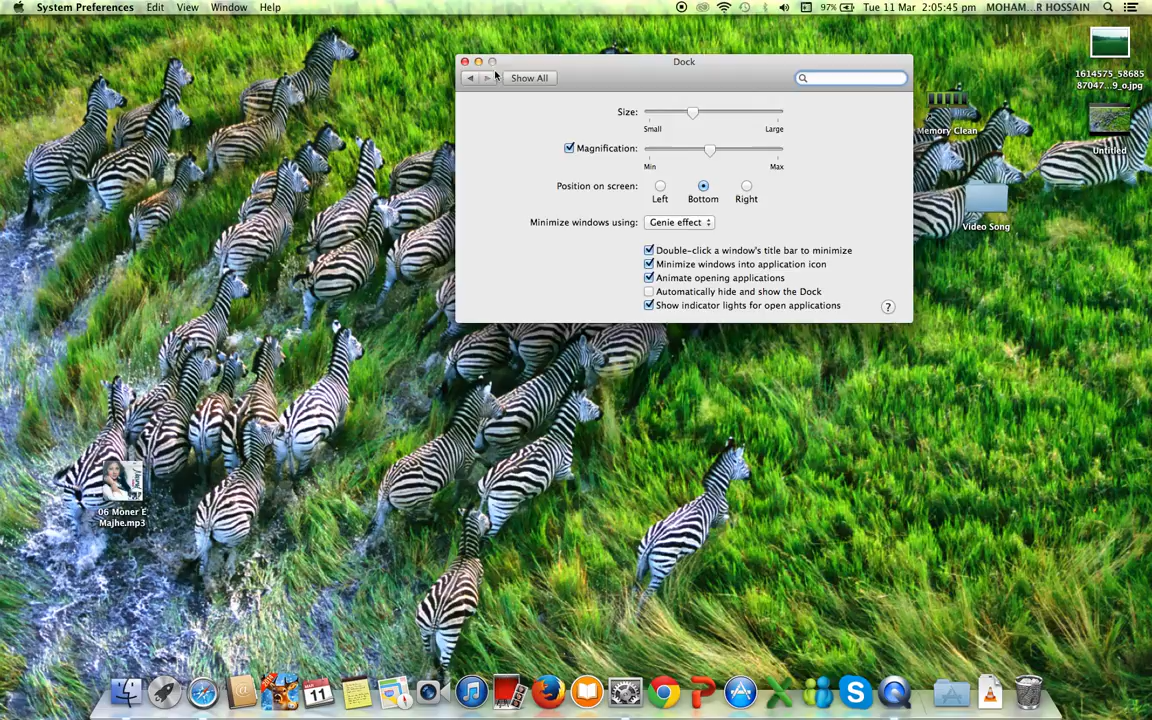 System Preferences Edit View Window Help 97% Tue 11 Mar 2:05:45 pm MOHAM...R HOSSAIN
Dock
Show All
Size:
Small Large
Magnification:
Min Max
Position on screen:
Left Bottom Right
Minimize windows using: Genie effect
Double-click a window's title bar to minimize
Minimize windows into application icon
Animate opening applications
Automatically hide and show the Dock
Show indicator lights for open applications
?
1614575_58685
87047...9_o.jpg
Memory Clean
Untitled
Video Song
06 Moner E
Majhe.mp3
11